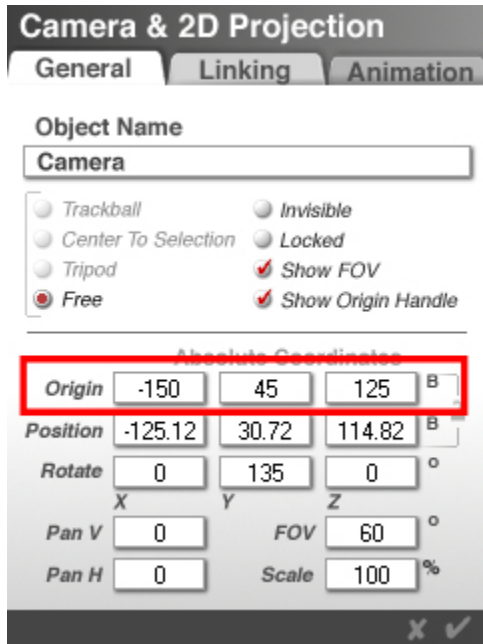 Camera & 2D Projection
General Linking Animation
Object Name
Camera
Trackball Invisible
Center To Selection Locked
Tripod Show FOV
Free Show Origin Handle
Absolute Coordinates
Origin -150 45 125 B
Position -125.12 30.72 114.82 B
Rotate 0 135 0 °
X Y Z
Pan V 0 FOV 60 °
Pan H 0 Scale 100 %